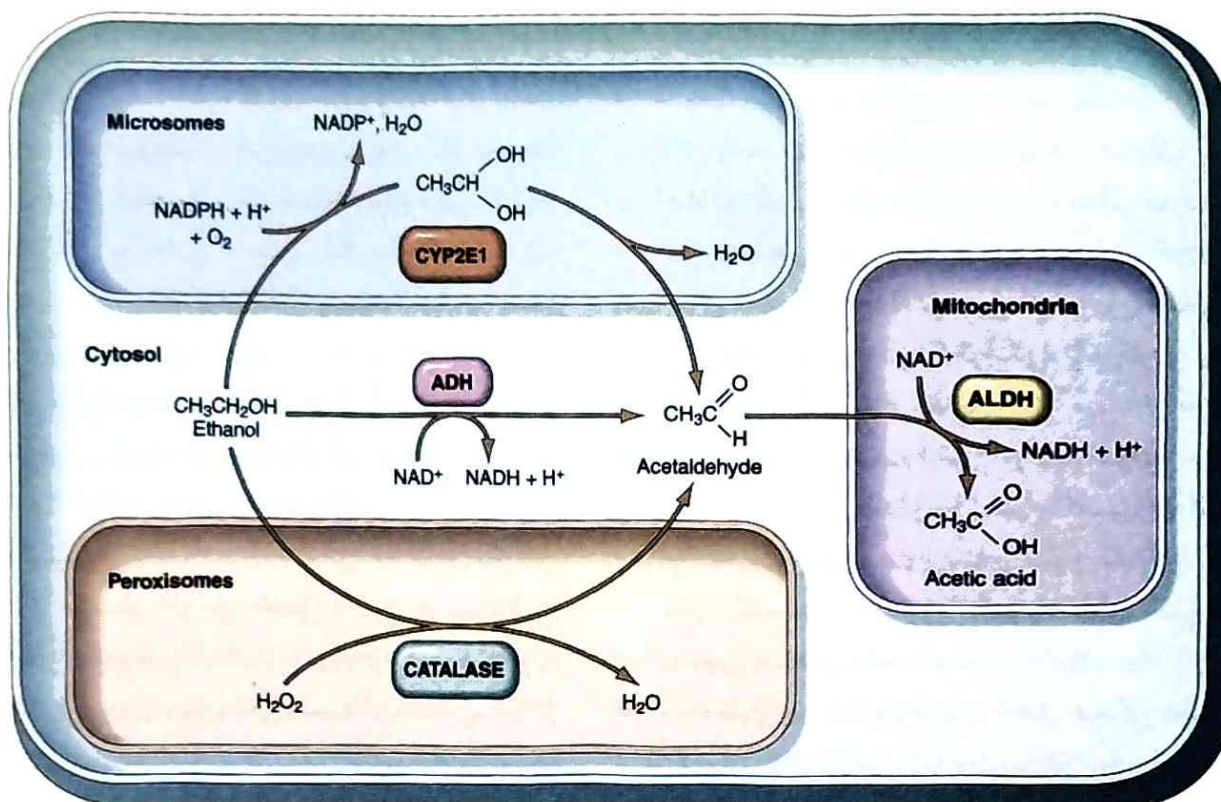 Microsomes
NADP⁺, H₂O
OH
CH₃CH
OH
NADPH + H⁺
+ O₂
CYP2E1
H₂O
Mitochondria
NAD⁺
ALDH
NADH + H⁺
CH₃C
O
OH
Acetic acid
Cytosol
ADH
CH₃CH₂OH
Ethanol
NAD⁺
NADH + H⁺
O
CH₃C
H
Acetaldehyde
Peroxisomes
CATALASE
H₂O₂
H₂O